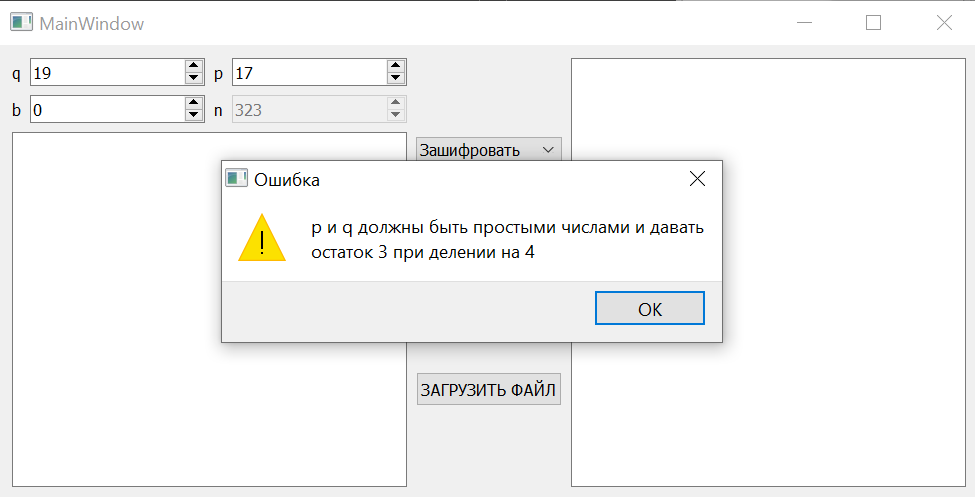 MainWindow
q 19 p 17
b 0 n 323
Зашифровать
Ошибка
p и q должны быть простыми числами и давать
остаток 3 при делении на 4
OK
ЗАГРУЗИТЬ ФАЙЛ